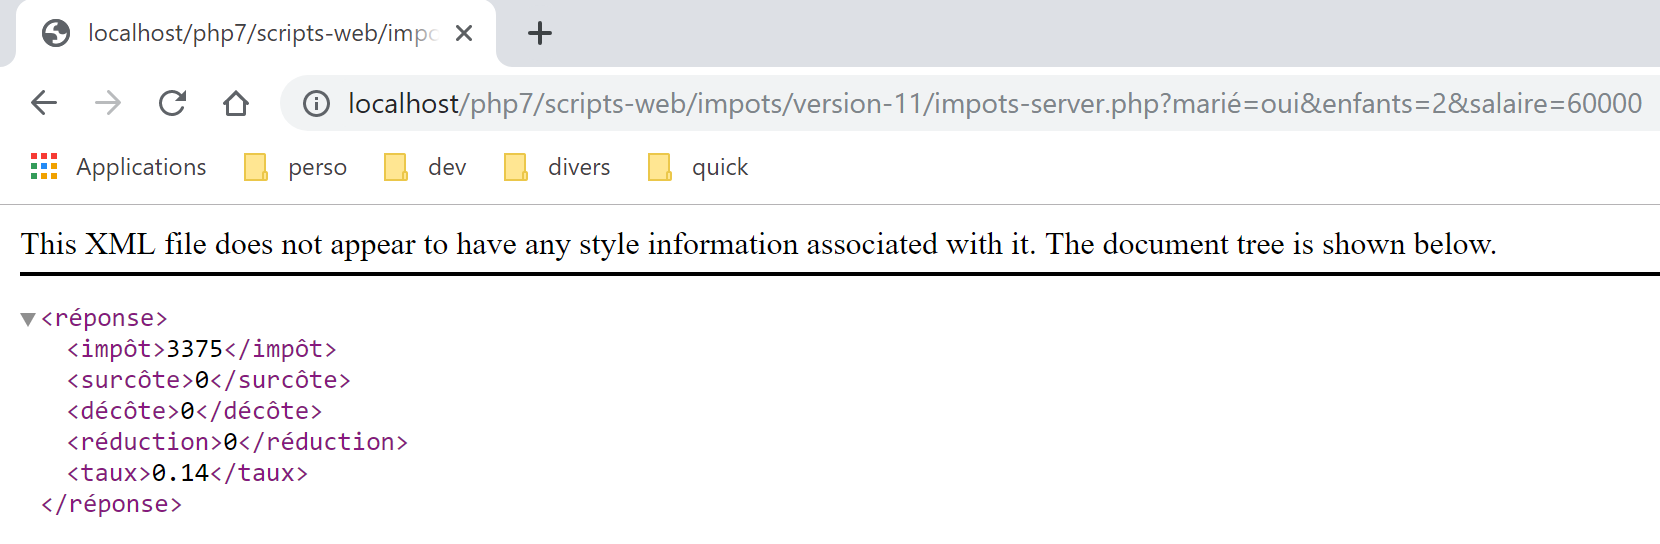 localhost/php7/scripts-web/impo
localhost/php7/scripts-web/impots/version-11/impots-server.php?marié=oui&enfants=2&salaire=60000
Applications perso dev divers quick
This XML file does not appear to have any style information associated with it. The document tree is shown below.
<réponse>
<impôt>3375</impôt>
<surcôte>0</surcôte>
<décôte>0</décôte>
<réduction>0</réduction>
<taux>0.14</taux>
</réponse>